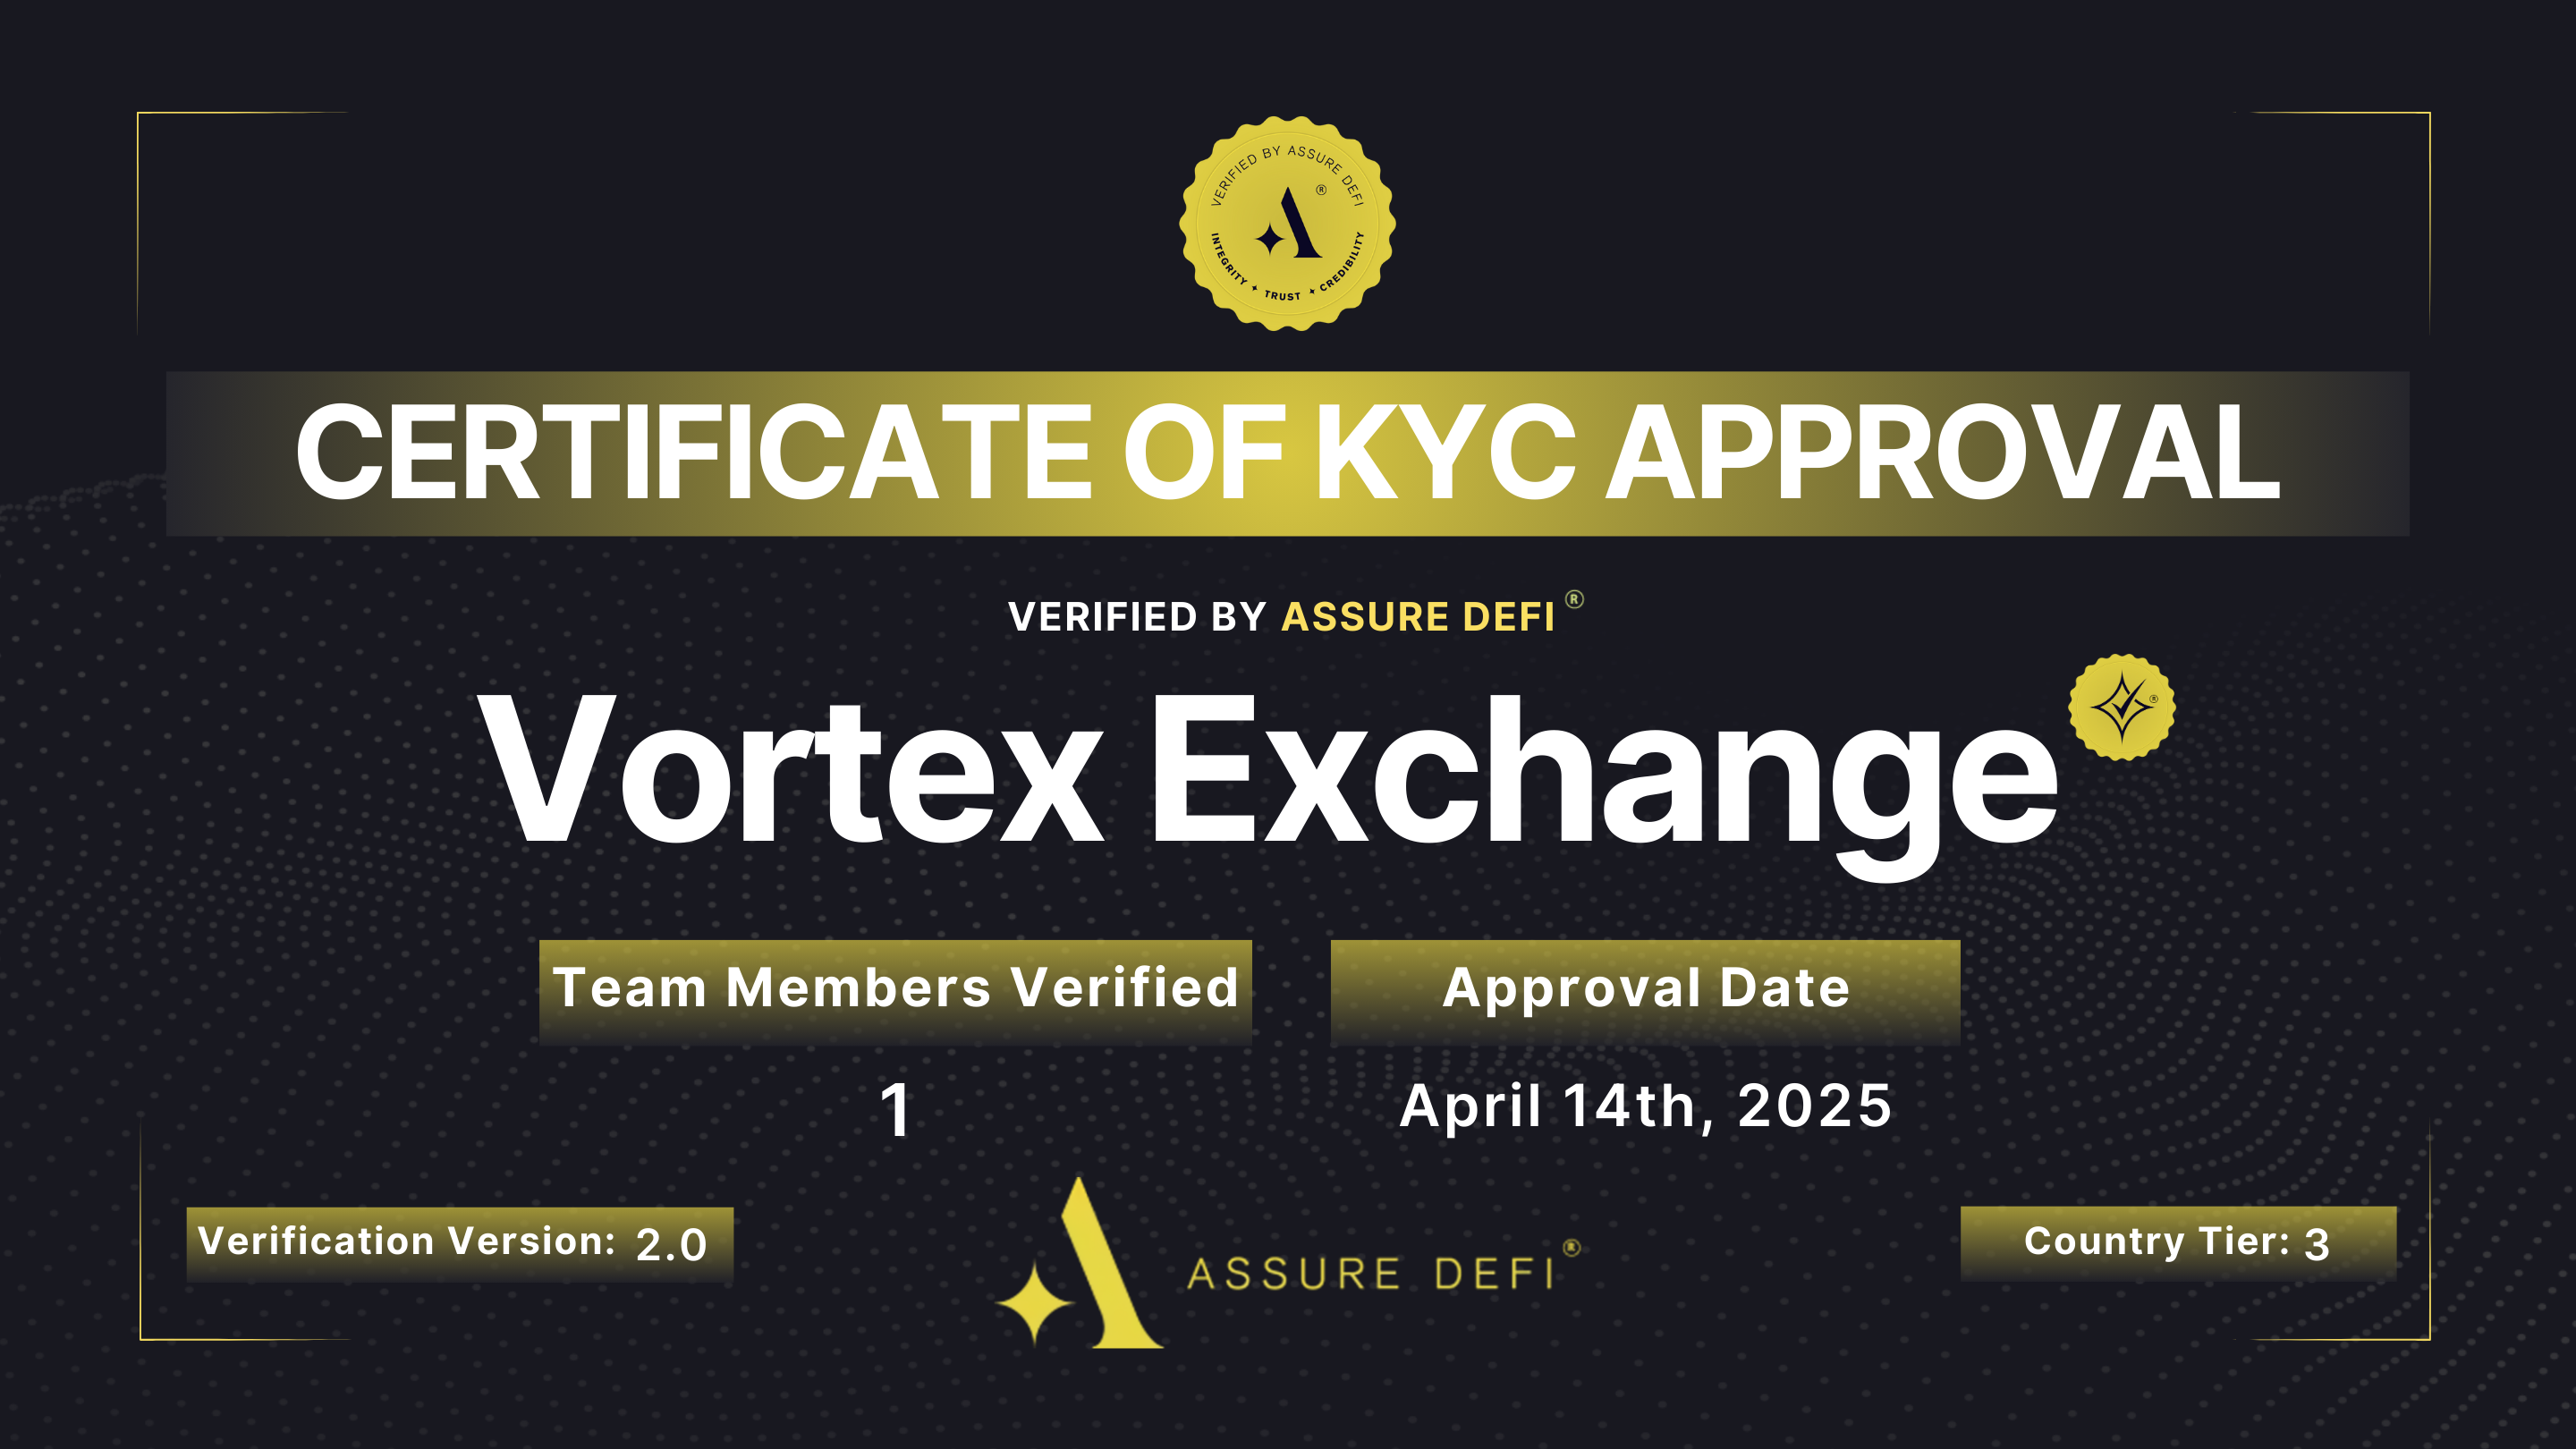 VERIFIED BY ASSURE DEFI
A ®
INTEGRITY ✦ TRUST ✦ CREDIBILITY
CERTIFICATE OF KYC APPROVAL
VERIFIED BY ASSURE DEFI ®
Vortex Exchange
®
Team Members Verified
1
Approval Date
April 14th, 2025
Verification Version: 2.0
ASSURE DEFI ®
Country Tier: 3